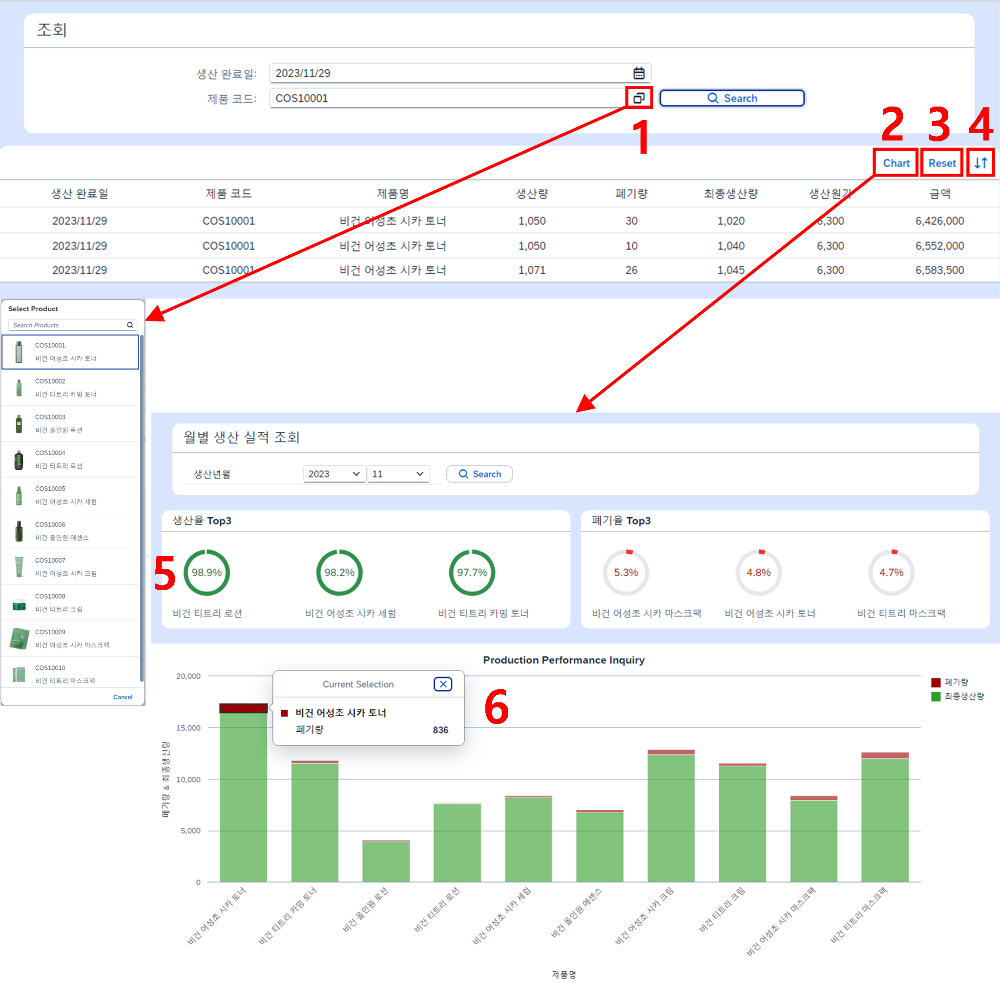 조회
생산 완료일: 2023/11/29
제품 코드: COS10001 Search
1
2 3 4
Chart Reset
생산 완료일 제품 코드 제품명 생산량 폐기량 최종생산량 생산원가 금액
2023/11/29 COS10001 비건 어성초 시카 토너 1,050 30 1,020 6,300 6,426,000
2023/11/29 COS10001 비건 어성초 시카 토너 1,050 10 1,040 6,300 6,552,000
2023/11/29 COS10001 비건 어성초 시카 토너 1,071 26 1,045 6,300 6,583,500
Select Product
Search Products
COS10001
비건 어성초 시카 토너
COS10002
비건 티트리 카밍 토너
COS10003
비건 올인원 로션
COS10004
비건 티트리 로션
COS10005
비건 어성초 시카 세럼
COS10006
비건 올인원 에센스
COS10007
비건 어성초 시카 크림
COS10008
비건 티트리 크림
COS10009
비건 어성초 시카 마스크팩
COS10010
비건 티트리 마스크팩
Cancel
월별 생산 실적 조회
생산년월 2023 11 Search
생산율 Top3
5
98.9% 98.2% 97.7%
비건 티트리 로션 비건 어성초 시카 세럼 비건 티트리 카밍 토너
폐기율 Top3
5.3% 4.8% 4.7%
비건 어성초 시카 마스크팩 비건 어성초 시카 토너 비건 티트리 마스크팩
Production Performance Inquiry
Current Selection
비건 어성초 시카 토너
폐기량 836
6
폐기량
최종생산량
폐기량 & 최종생산량
20,000
15,000
10,000
5,000
0
비건 어성초 시카 토너
비건 티트리 카밍 토너
비건 올인원 로션
비건 티트리 로션
비건 어성초 시카 세럼
비건 올인원 에센스
비건 어성초 시카 크림
비건 티트리 크림
비건 어성초 시카 마스크팩
비건 티트리 마스크팩
제품명